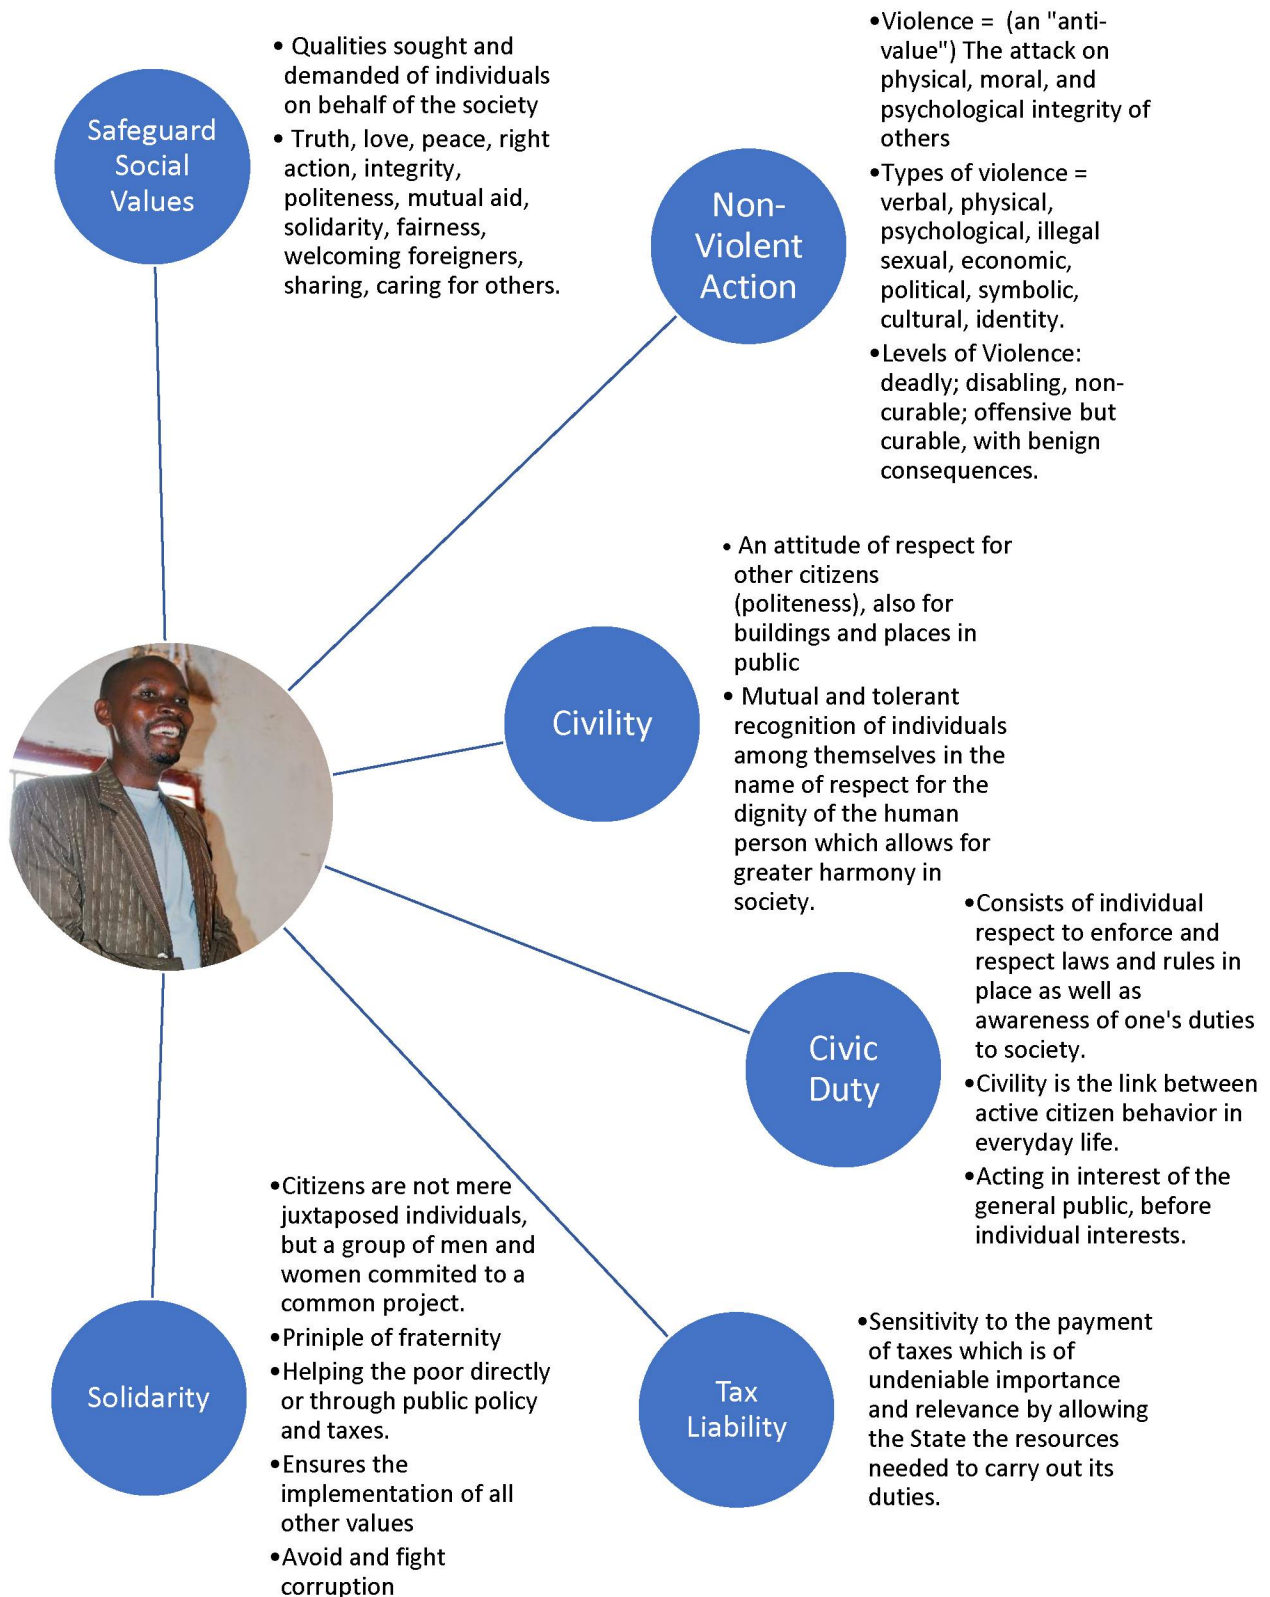 Safeguard
Social
Values
• Qualities sought and
demanded of individuals
on behalf of the society
• Truth, love, peace, right
action, integrity,
politeness, mutual aid,
solidarity, fairness,
welcoming foreigners,
sharing, caring for others.
Non-
Violent
Action
•Violence = (an "anti-
value") The attack on
physical, moral, and
psychological integrity of
others
•Types of violence =
verbal, physical,
psychological, illegal
sexual, economic,
political, symbolic,
cultural, identity.
•Levels of Violence:
deadly; disabling, non-
curable; offensive but
curable, with benign
consequences.
Civility
• An attitude of respect for
other citizens
(politeness), also for
buildings and places in
public
• Mutual and tolerant
recognition of individuals
among themselves in the
name of respect for the
dignity of the human
person which allows for
greater harmony in
society.
Civic
Duty
•Consists of individual
respect to enforce and
respect laws and rules in
place as well as
awareness of one's duties
to society.
•Civility is the link between
active citizen behavior in
everyday life.
•Acting in interest of the
general public, before
individual interests.
Solidarity
•Citizens are not mere
juxtaposed individuals,
but a group of men and
women commited to a
common project.
•Priniple of fraternity
•Helping the poor directly
or through public policy
and taxes.
•Ensures the
implementation of all
other values
•Avoid and fight
corruption
Tax
Liability
•Sensitivity to the payment
of taxes which is of
undeniable importance
and relevance by allowing
the State the resources
needed to carry out its
duties.